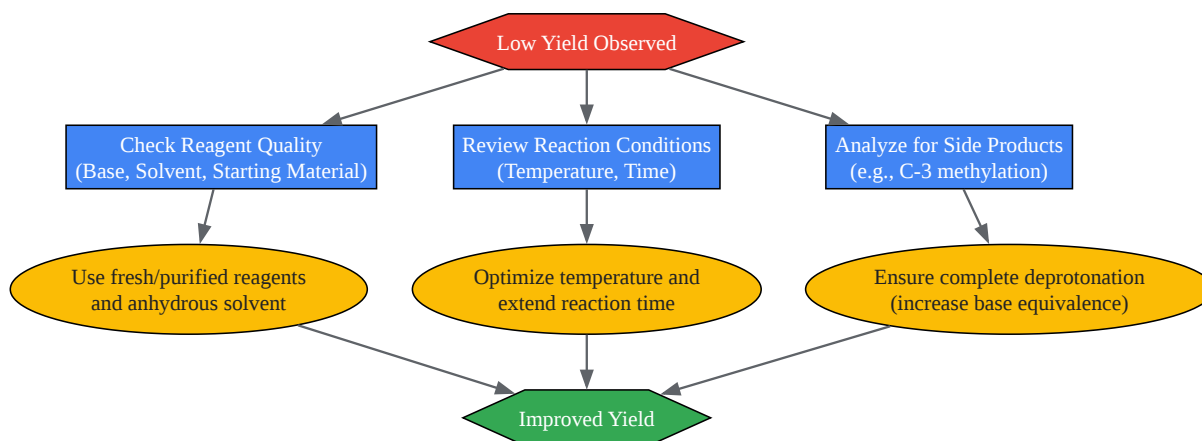 Low Yield Observed
Check Reagent Quality
(Base, Solvent, Starting Material)
Review Reaction Conditions
(Temperature, Time)
Analyze for Side Products
(e.g., C-3 methylation)
Use fresh/purified reagents
and anhydrous solvent
Optimize temperature and
extend reaction time
Ensure complete deprotonation
(increase base equivalence)
Improved Yield